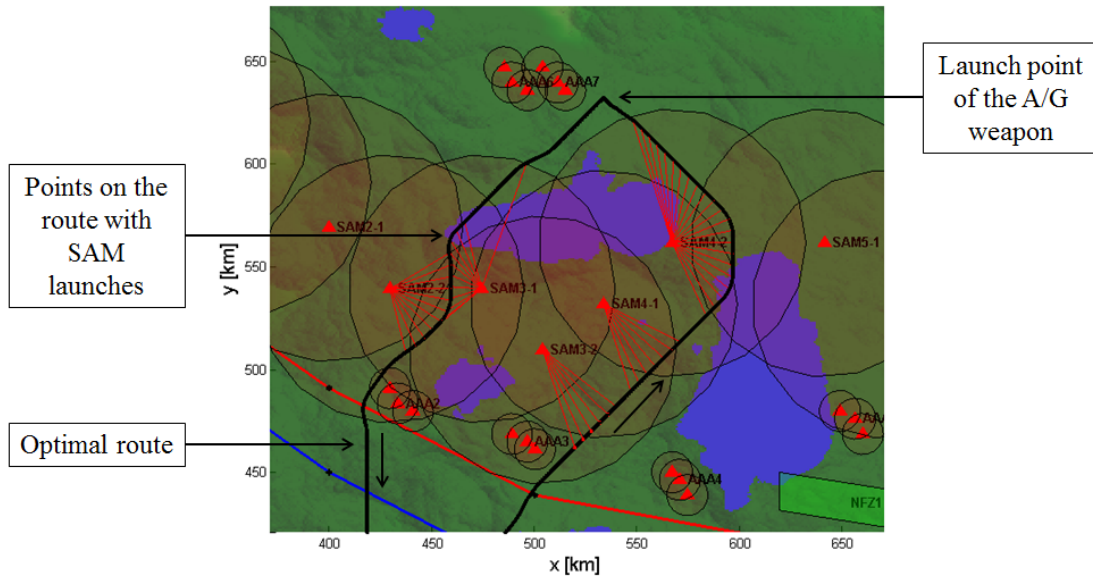 650
AAA6
AAA7
Launch point
of the A/G
weapon
600
Points on the
route with
SAM
launches
SAM2-1
SAM4-2
SAM5-1
y [km]
550
SAM2-2
SAM3-1
SAM4-1
SAM3-2
500
AAA2
AAA3
Optimal route
450
AAA4
NFZ1
400
450
500
550
600
650
x [km]